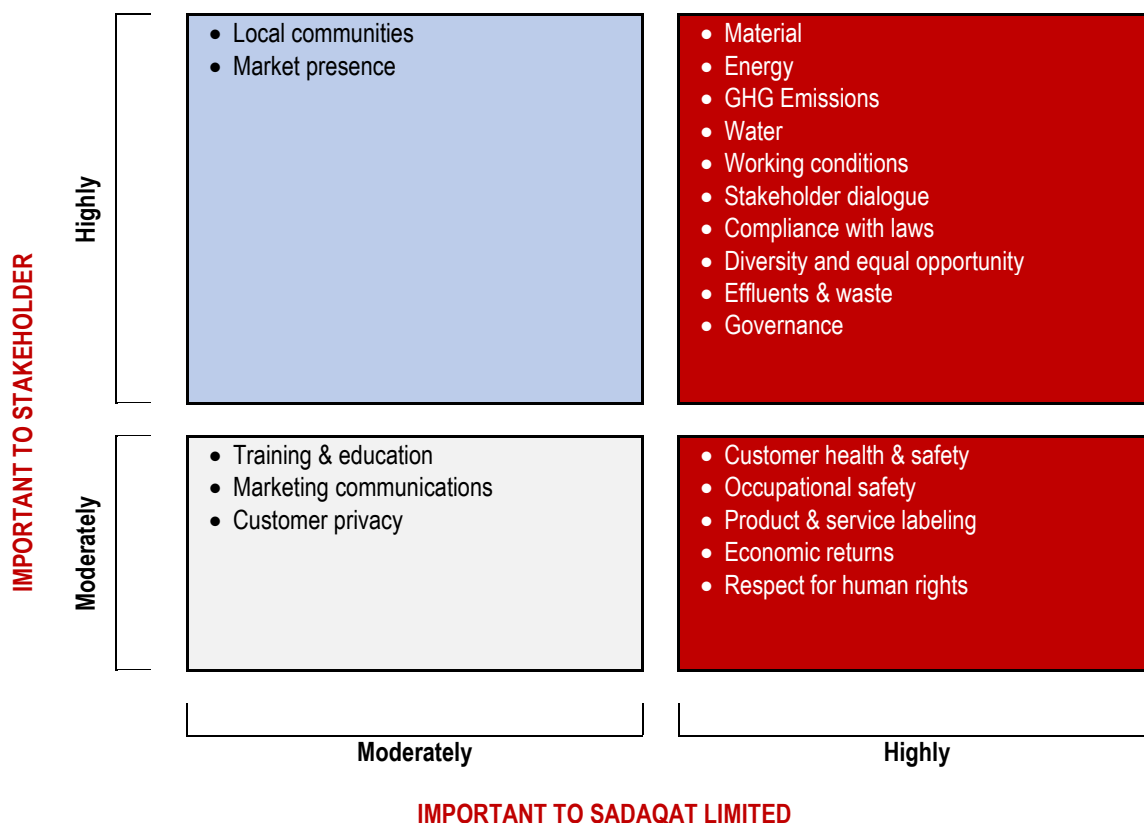 IMPORTANT TO STAKEHOLDER
Highly
• Local communities
• Market presence
• Material
• Energy
• GHG Emissions
• Water
• Working conditions
• Stakeholder dialogue
• Compliance with laws
• Diversity and equal opportunity
• Effluents & waste
• Governance
Moderately
• Training & education
• Marketing communications
• Customer privacy
• Customer health & safety
• Occupational safety
• Product & service labeling
• Economic returns
• Respect for human rights
Moderately
Highly
IMPORTANT TO SADAQAT LIMITED